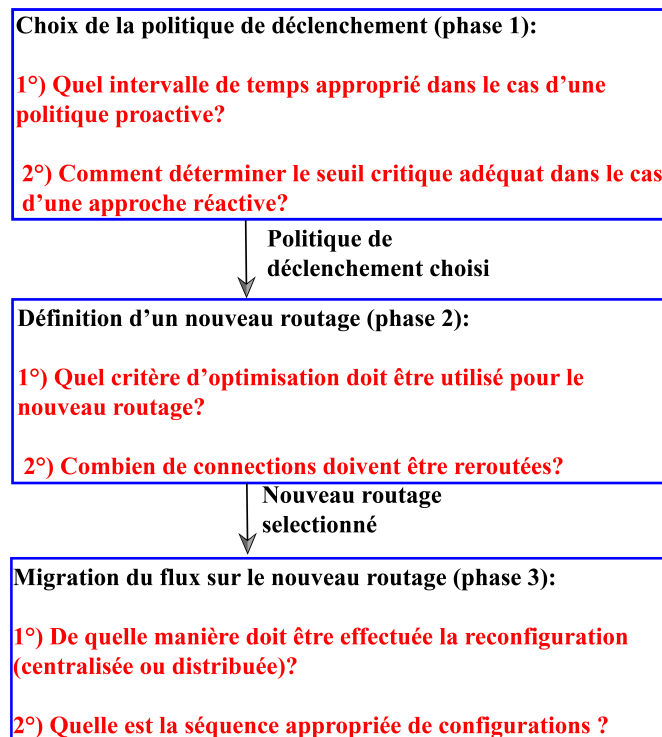 Choix de la politique de déclenchement (phase 1):
1°) Quel intervalle de temps approprié dans le cas d'une
politique proactive?
2°) Comment déterminer le seuil critique adéquat dans le cas
d'une approche réactive?
Politique de
déclenchement choisi
Définition d'un nouveau routage (phase 2):
1°) Quel critère d'optimisation doit être utilisé pour le
nouveau routage?
2°) Combien de connections doivent être reroutées?
Nouveau routage
selectionné
Migration du flux sur le nouveau routage (phase 3):
1°) De quelle manière doit être effectuée la reconfiguration
(centralisée ou distribuée)?
2°) Quelle est la séquence appropriée de configurations ?